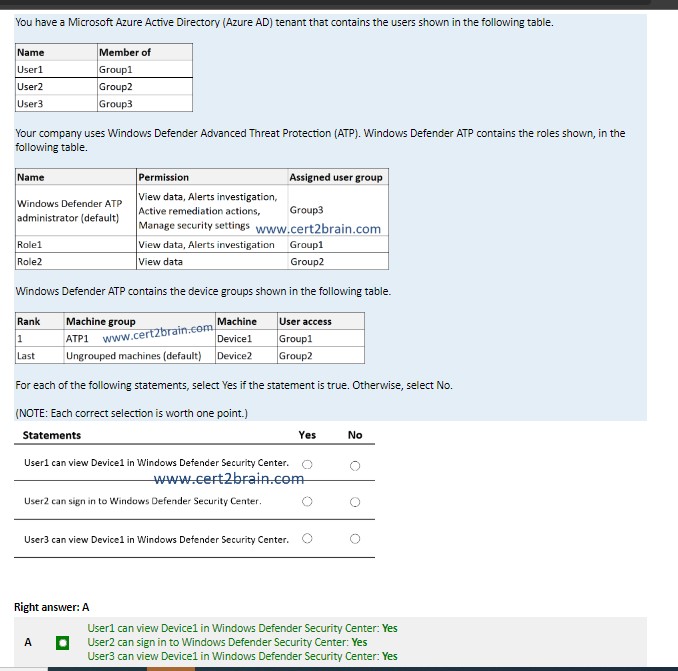 You have a Microsoft Azure Active Directory (Azure AD) tenant that contains the users shown in the following table.
Name Member of
User1 Group1
User2 Group2
User3 Group3
Your company uses Windows Defender Advanced Threat Protection (ATP). Windows Defender ATP contains the roles shown, in the
following table.
Name Permission Assigned user group
Windows Defender ATP
administrator (default)
View data, Alerts investigation,
Active remediation actions,
Manage security settings
Group3
www.cert2brain.com
Role1 View data, Alerts investigation Group1
Role2 View data Group2
Windows Defender ATP contains the device groups shown in the following table.
Rank Machine group Machine User access
1 ATP1 www.cert2brain.com Device1 Group1
Last Ungrouped machines (default) Device2 Group2
For each of the following statements, select Yes if the statement is true. Otherwise, select No.
(NOTE: Each correct selection is worth one point.)
Statements Yes No
User1 can view Device1 in Windows Defender Security Center.
www.cert2brain.com
User2 can sign in to Windows Defender Security Center.
User3 can view Device1 in Windows Defender Security Center.
Right answer: A
A
User1 can view Device1 in Windows Defender Security Center: Yes
User2 can sign in to Windows Defender Security Center: Yes
User3 can view Device1 in Windows Defender Security Center: Yes